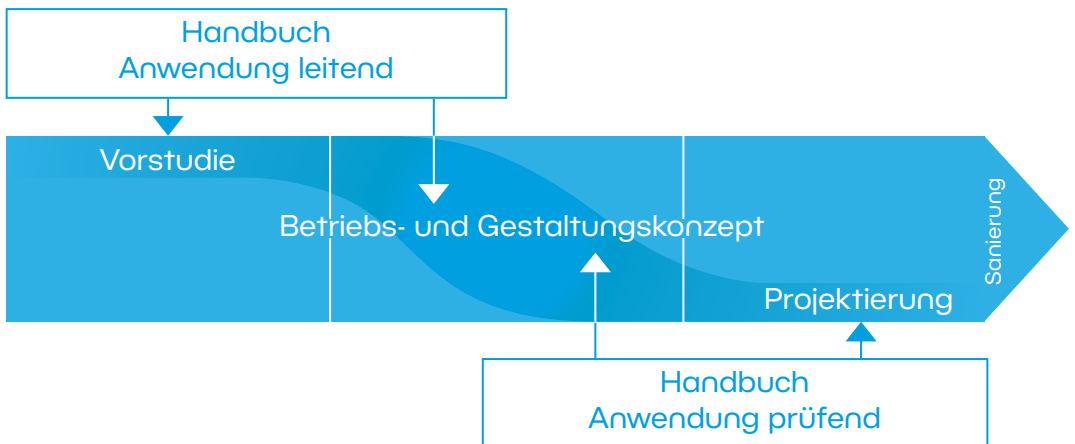 Handbuch
Anwendung leitend
Vorstudie
Betriebs- und Gestaltungskonzept
Sanierung
Projektierung
Handbuch
Anwendung prüfend